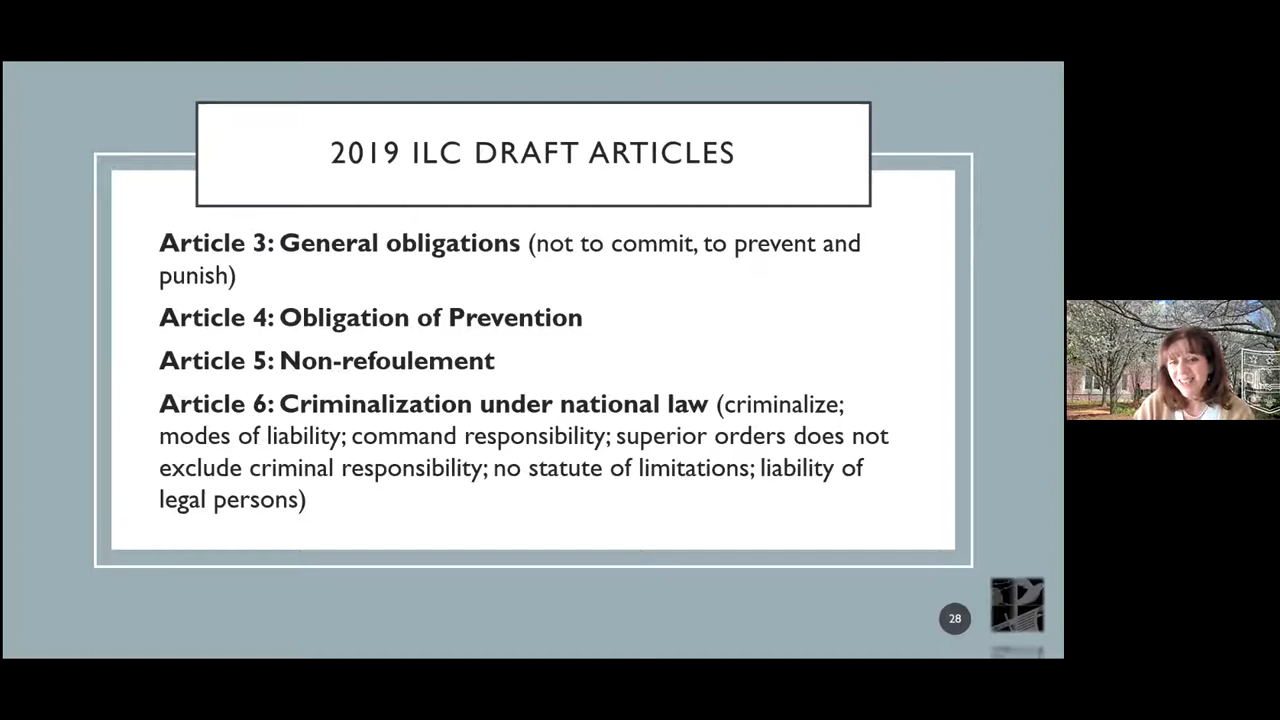 2019 ILC DRAFT ARTICLES
Article 3: General obligations (not to commit, to prevent and
punish)
Article 4: Obligation of Prevention
Article 5: Non-refoulement
Article 6: Criminalization under national law (criminalize;
modes of liability; command responsibility; superior orders does not
exclude criminal responsibility; no statute of limitations; liability of
legal persons)
28